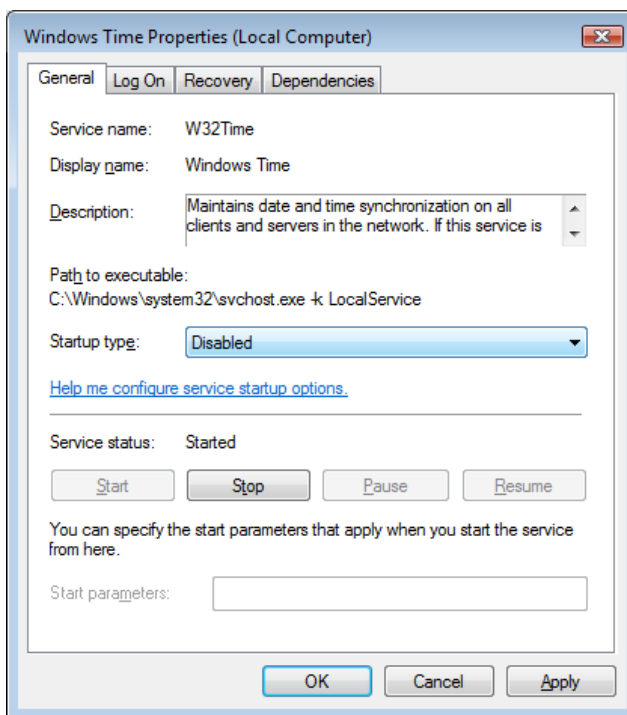 Windows Time Properties (Local Computer)
General Log On Recovery Dependencies
Service name: W32Time
Display name: Windows Time
Description: Maintains date and time synchronization on all
clients and servers in the network. If this service is
Path to executable:
C:\Windows\system32\svchost.exe -k LocalService
Startup type: Disabled
Help me configure service startup options.
Service status: Started
Start Stop Pause Resume
You can specify the start parameters that apply when you start the service
from here.
Start parameters:
OK Cancel Apply